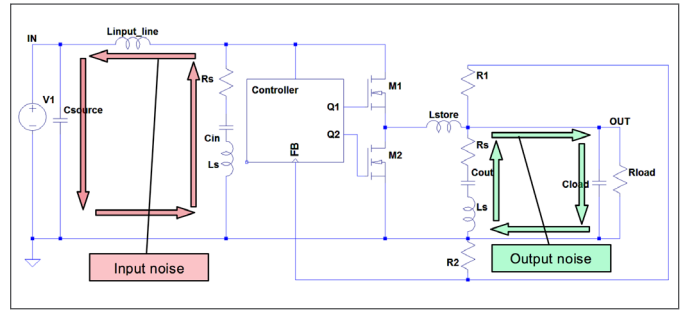 Linput_line
IN
V1
Csource
Rs
Cin
Ls
Controller
Q1
Q2
FB
M1
M2
Lstore
R1
OUT
Rs
Cout
Ls
Cload
Rload
R2
Input noise
Output noise